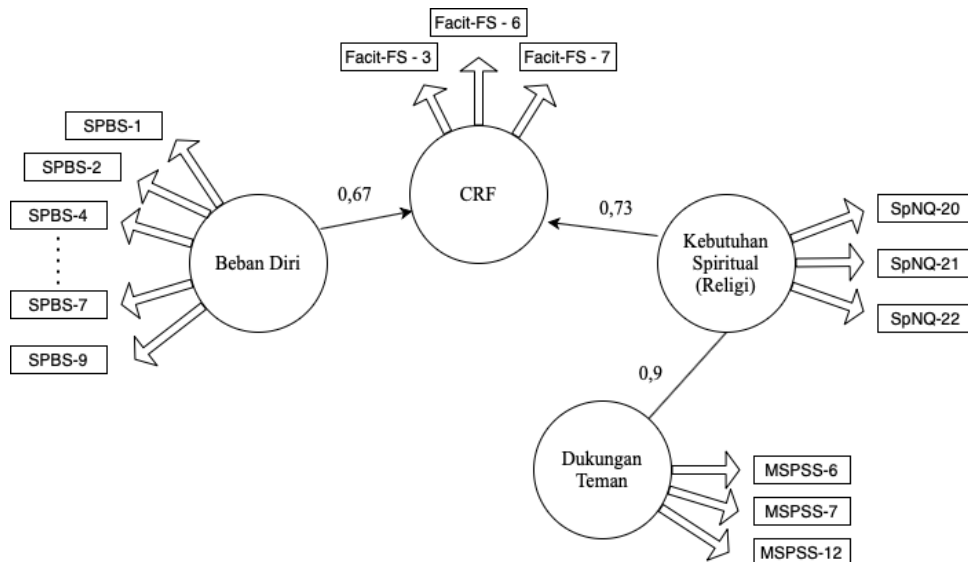 Facit-FS - 6
Facit-FS - 3
Facit-FS - 7
SPBS-1
SPBS-2
SPBS-4
SPBS-7
SPBS-9
Beban Diri
0,67
CRF
0,73
Kebutuhan
Spiritual
(Religi)
SpNQ-20
SpNQ-21
SpNQ-22
0,9
Dukungan
Teman
MSPSS-6
MSPSS-7
MSPSS-12